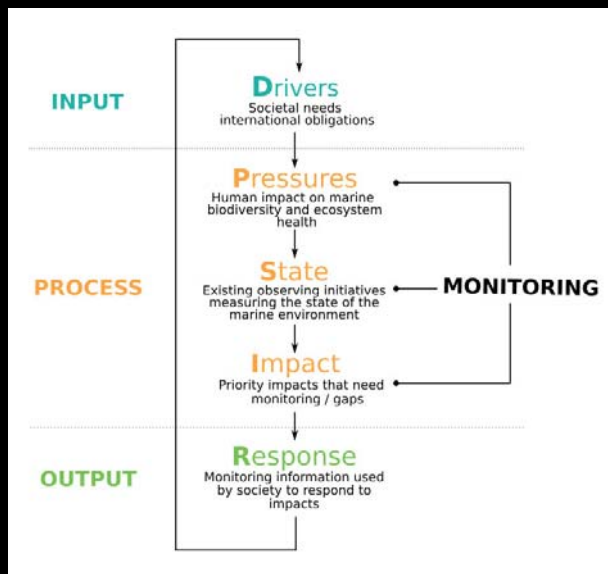 INPUT
Drivers
Societal needs
international obligations
Pressures
Human impact on marine
biodiversity and ecosystem
health
PROCESS
State
Existing observing initiatives
measuring the state of the
marine environment
MONITORING
Impact
Priority impacts that need
monitoring / gaps
OUTPUT
Response
Monitoring information used
by society to respond to
impacts